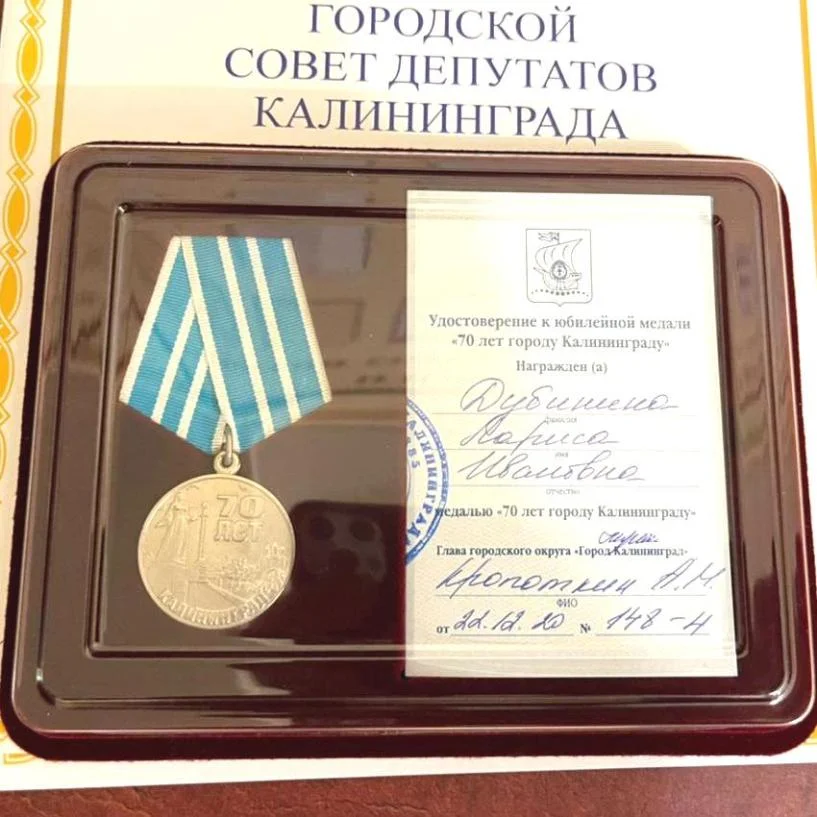 ГОРОДСКОЙ
СОВЕТ ДЕПУТАТОВ
КАЛИНИНГРАДА
70
ЛЕТ
КАЛИНИНГРАД
Удостоверение к юбилейной медали
«70 лет городу Калининграду»
Награжден (а)
Дубинина
фамилия
Лариса
имя
Ивановна
отчество
медалью «70 лет городу Калининграду»
Глава городского округа «Город Калининград»
Кропоткин А.М.
ФИО
от 22.12.20 № 148-Ч
КАЛИНИНГРАДА